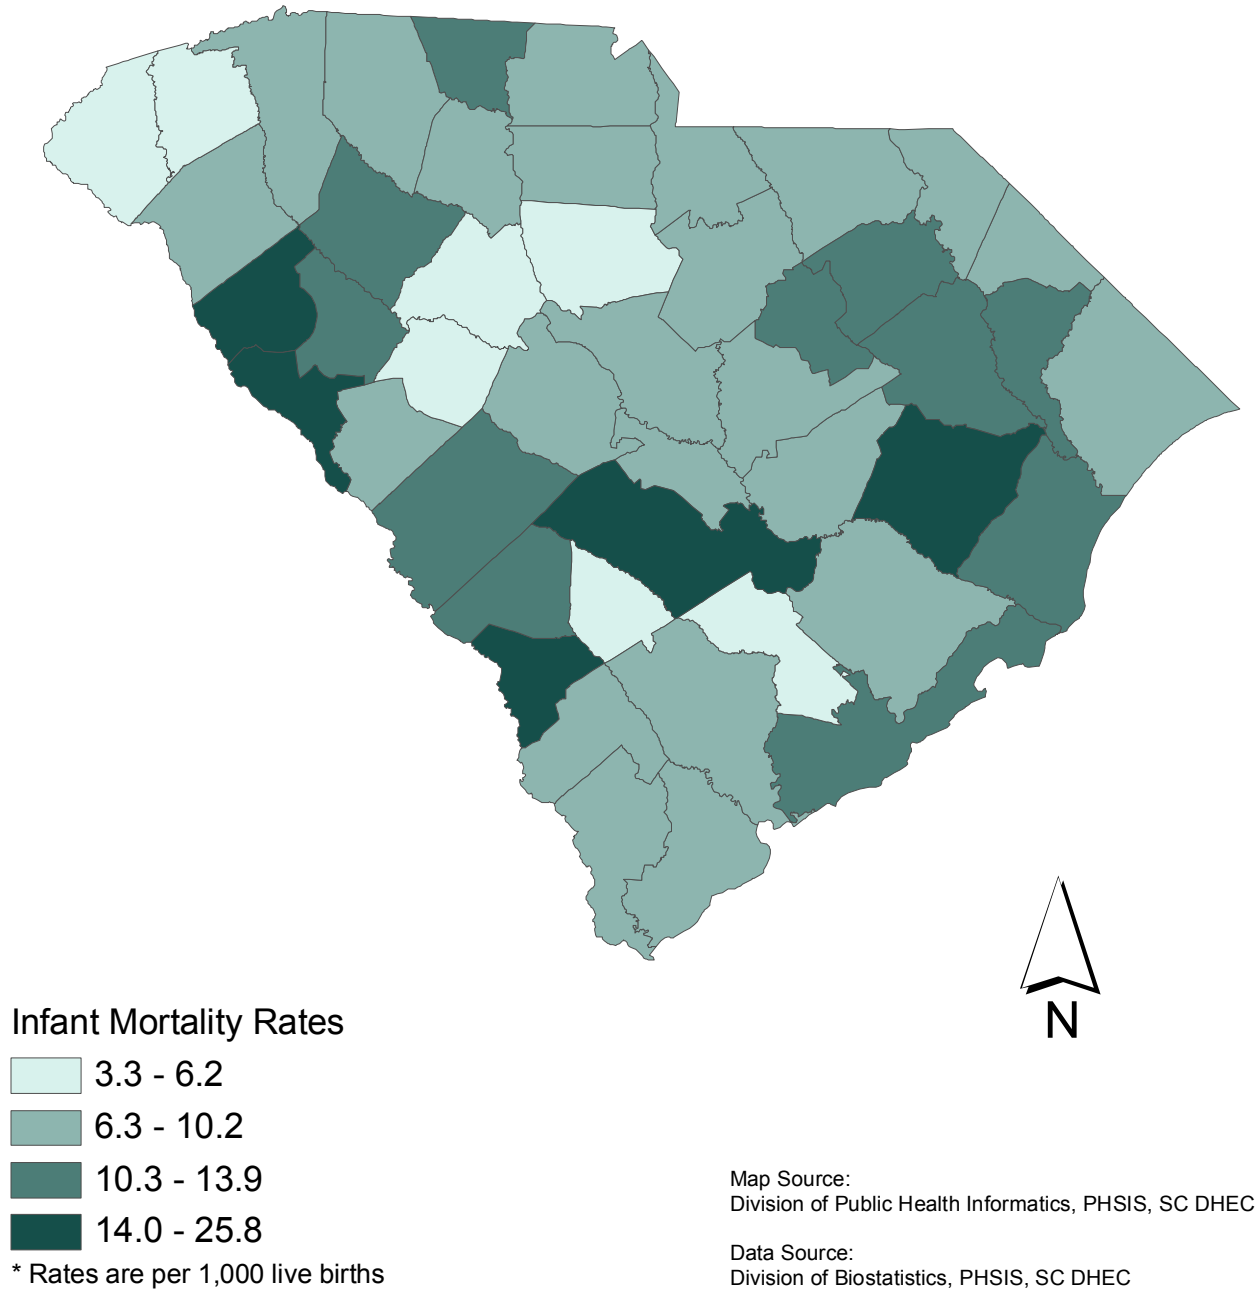 N
Infant Mortality Rates
3.3 - 6.2
6.3 - 10.2
10.3 - 13.9
14.0 - 25.8
* Rates are per 1,000 live births
Map Source:
Division of Public Health Informatics, PHSIS, SC DHEC
Data Source:
Division of Biostatistics, PHSIS, SC DHEC